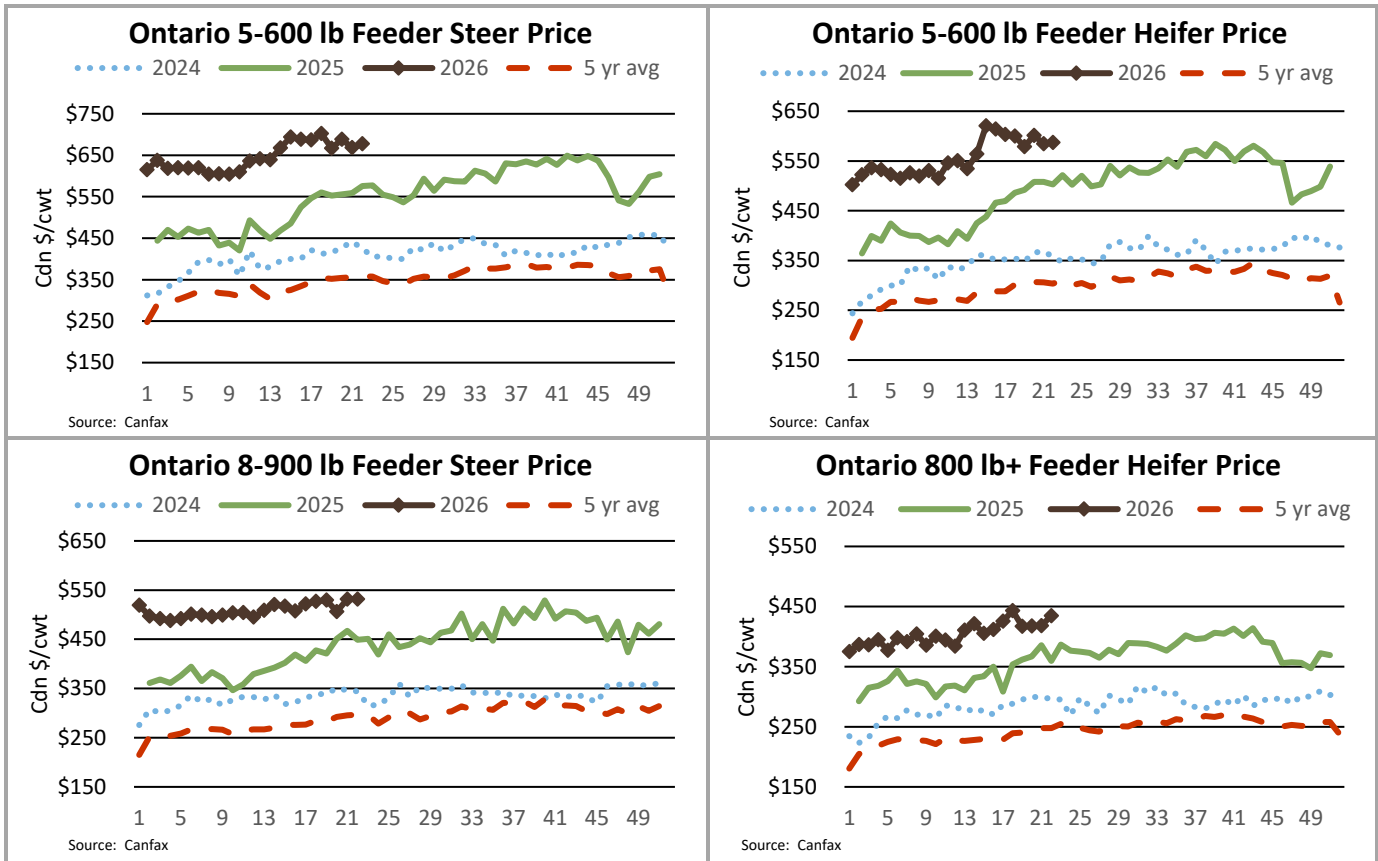 Ontario 5-600 lb Feeder Steer Price
2024 2025 2026 5 yr avg
Cdn $/cwt
$750
$650
$550
$450
$350
$250
$150
1 5 9 13 17 21 25 29 33 37 41 45 49
Source: Canfax
Ontario 5-600 lb Feeder Heifer Price
2024 2025 2026 5 yr avg
Cdn $/cwt
$650
$550
$450
$350
$250
$150
1 5 9 13 17 21 25 29 33 37 41 45 49
Source: Canfax
Ontario 8-900 lb Feeder Steer Price
2024 2025 2026 5 yr avg
Cdn $/cwt
$650
$550
$450
$350
$250
$150
1 5 9 13 17 21 25 29 33 37 41 45 49
Source: Canfax
Ontario 800 lb+ Feeder Heifer Price
2024 2025 2026 5 yr avg
Cdn $/cwt
$550
$450
$350
$250
$150
1 5 9 13 17 21 25 29 33 37 41 45 49
Source: Canfax